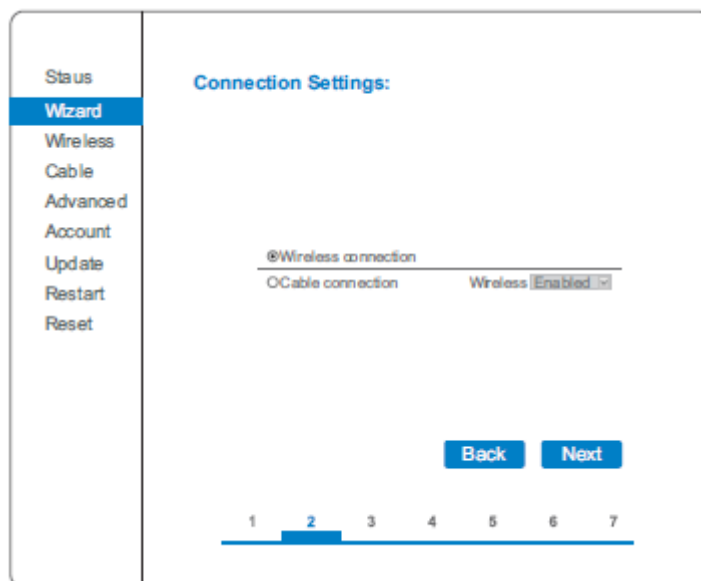 Staus
Wizard
Wireless
Cable
Advanced
Account
Update
Restart
Reset
Connection Settings:
Wireless connection
Cable connection Wireless Enabled
Back Next
1 2 3 4 5 6 7